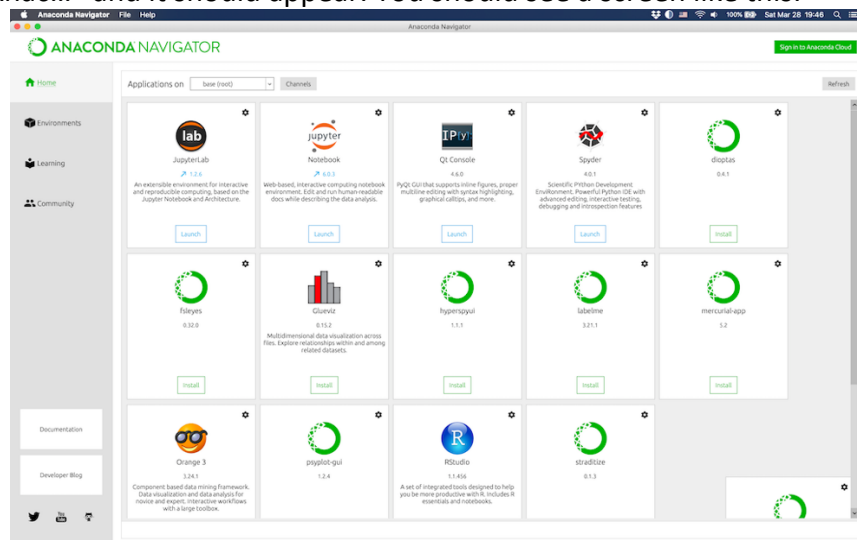 and it should appear. You should see a screen like this:
Anaconda Navigator File Help 100% Sat Mar 28 19:46
Anaconda Navigator
ANACONDA NAVIGATOR
Sign in to Anaconda Cloud
Home
Environments
Learning
Community
Documentation
Developer Blog
You
Tube
Applications on base (root) Channels Refresh
lab
JupyterLab
1.2.6
An extensible environment for interactive
and reproducible computing, based on the
Jupyter Notebook and Architecture.
Launch
jupyter
Notebook
6.0.3
Web-based, interactive computing notebook
environment. Edit and run human-readable
docs while describing the data analysis.
Launch
IP[y]:
Qt Console
4.6.0
PyQt GUI that supports inline figures, proper
multiline editing with syntax highlighting,
graphical calltips, and more.
Launch
Spyder
4.0.1
Scientific PYthon Development
EnviRonment. Powerful Python IDE with
advanced editing, interactive testing,
debugging and introspection features
Launch
dioptas
0.4.1
Install
fsleyes
0.32.0
Install
Glueviz
0.15.2
Multidimensional data visualization across
files. Explore relationships within and among
related datasets.
Install
hyperspyui
1.1.1
Install
labelme
3.21.1
Install
mercurial-app
5.2
Install
Orange 3
3.24.1
Component based data mining framework.
Data visualization and data analysis for
novice and expert. Interactive workflows
with a large toolbox.
psyplot-gui
1.2.4
R
RStudio
1.1.456
A set of integrated tools designed to help
you be more productive with R. Includes R
essentials and notebooks.
straditize
0.1.3